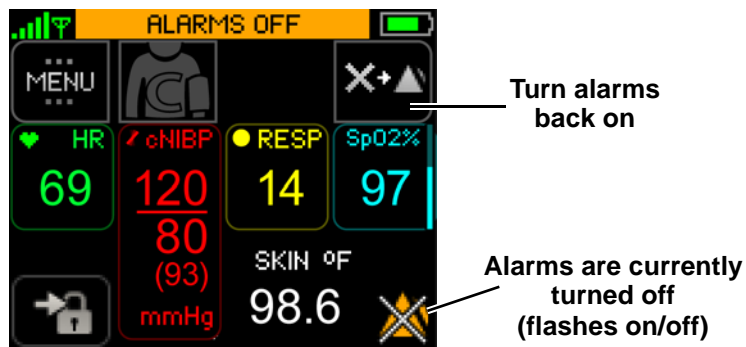 ALARMS OFF
MENU
C
Turn alarms
back on
HR
cNIBP
RESP
SpO2%
69
120
80
(93)
mmHg
14
97
SKIN ºF
98.6
Alarms are currently
turned off
(flashes on/off)